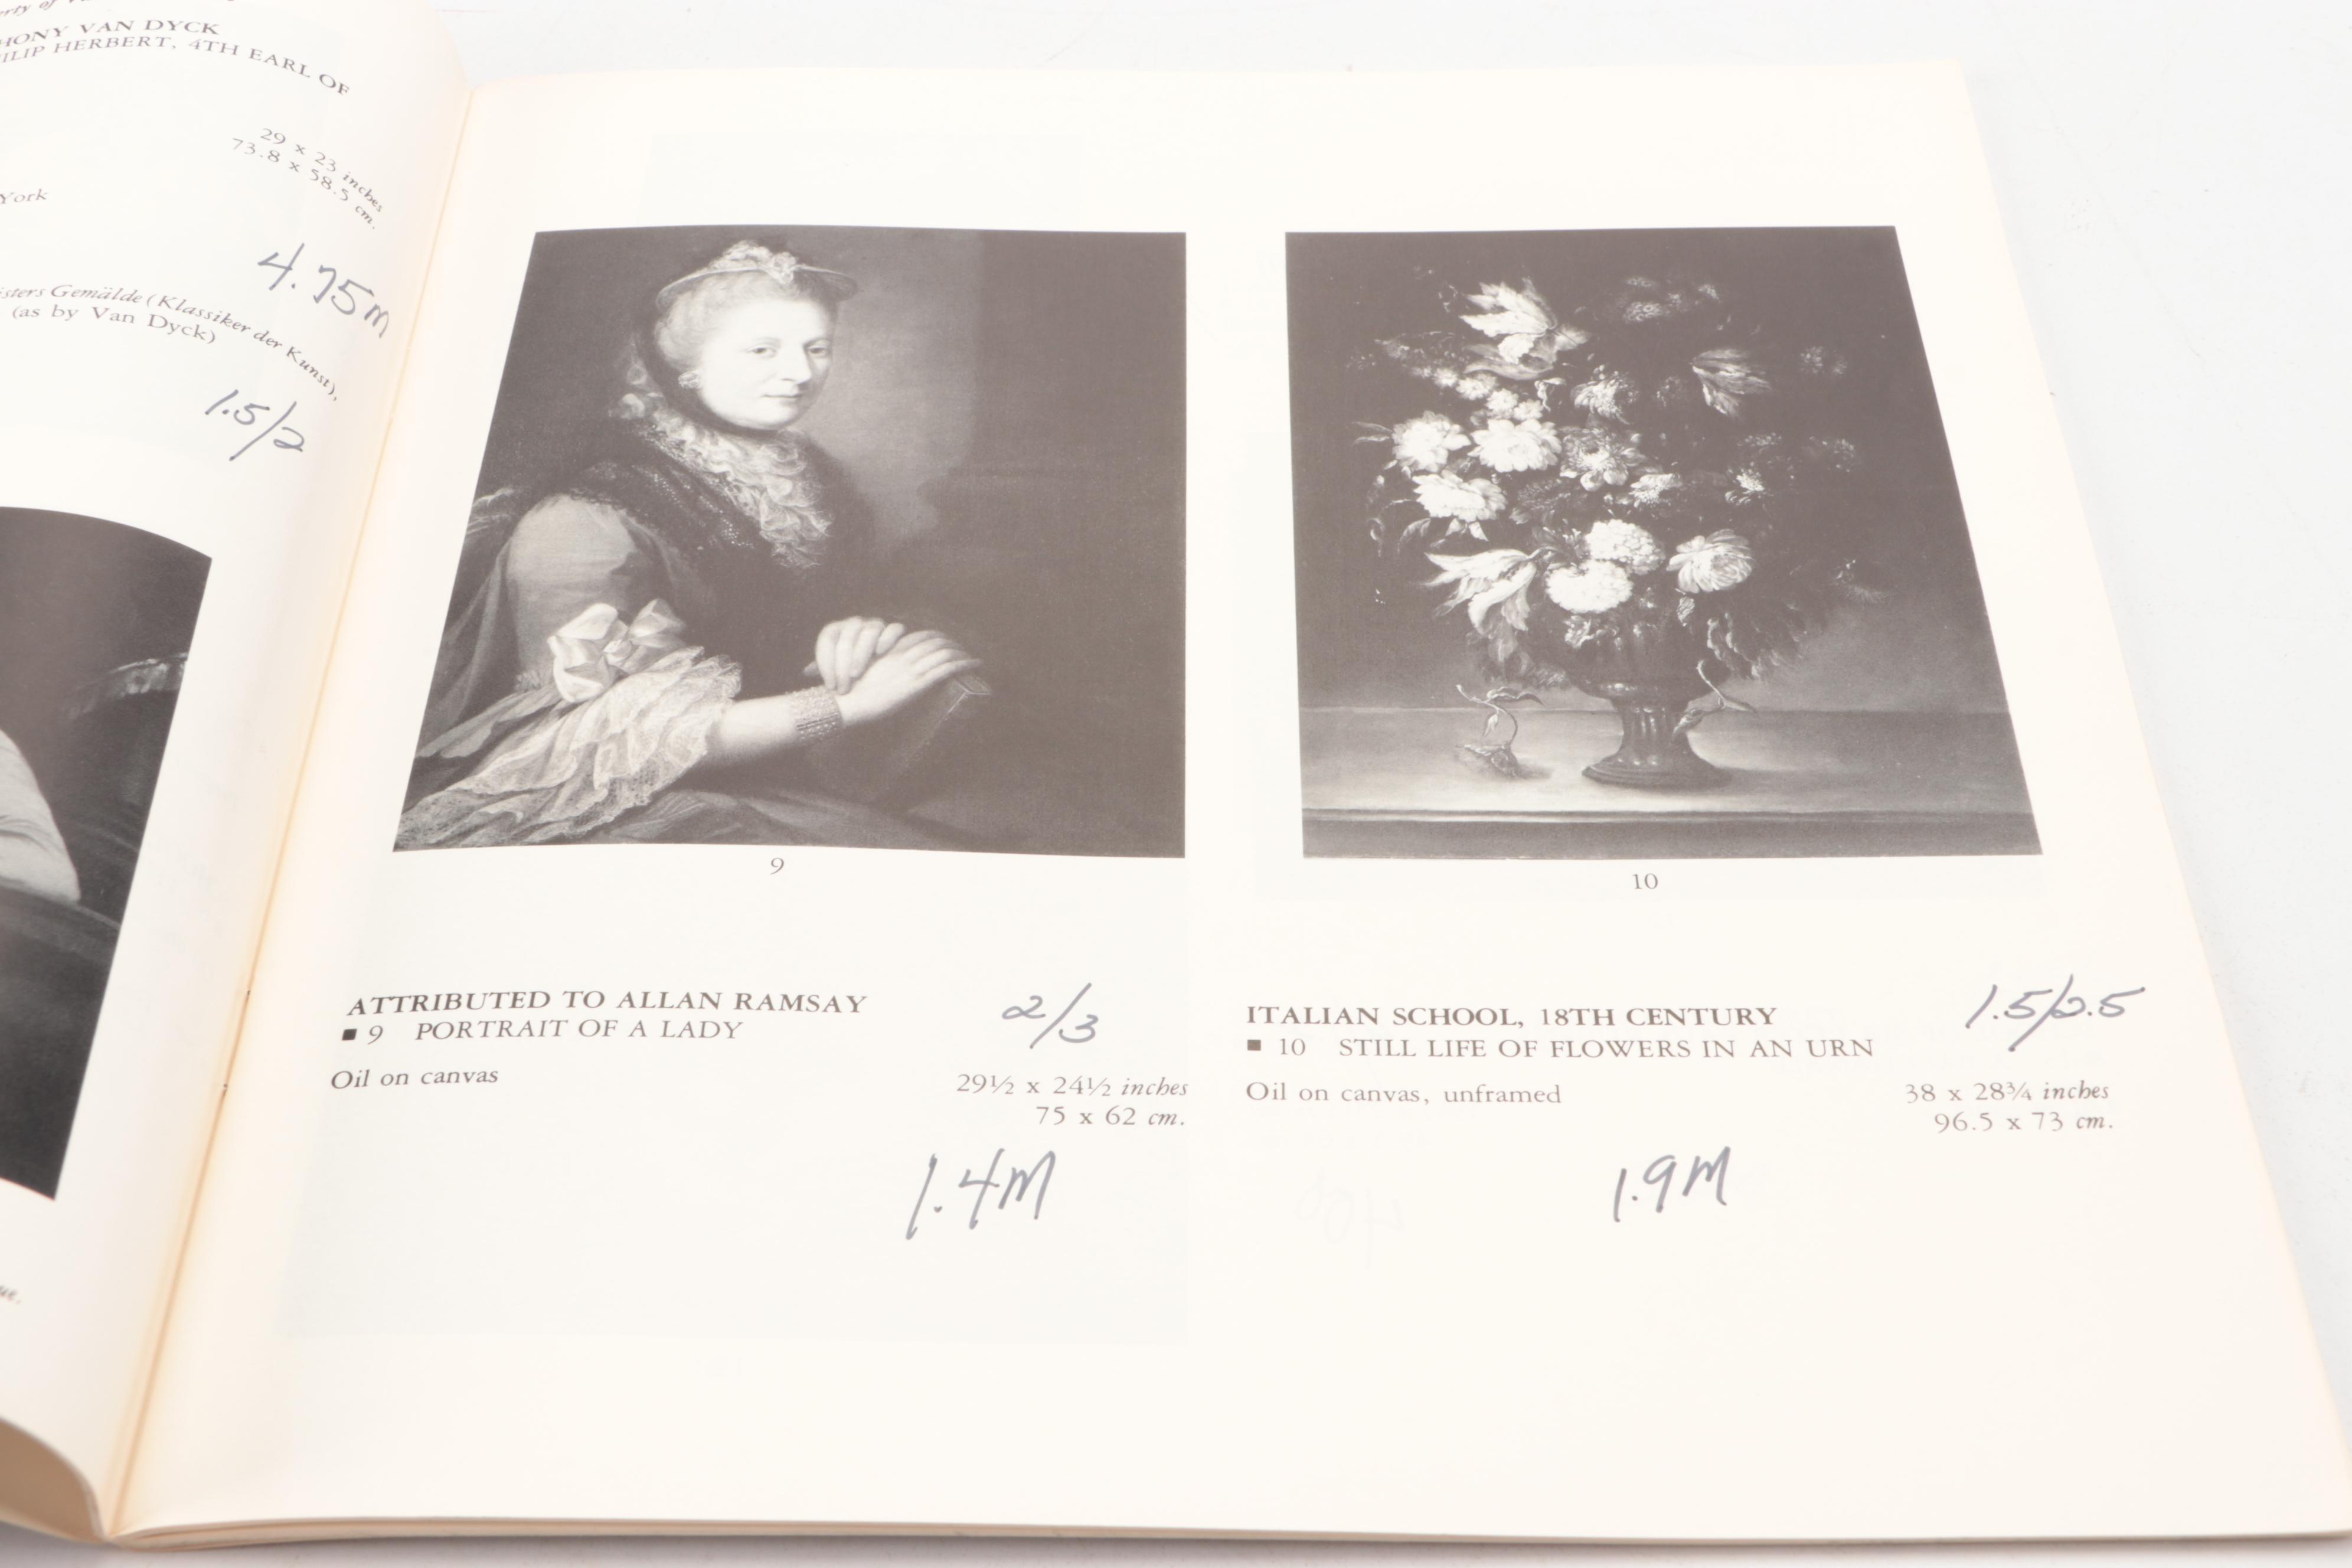 VAN DYCK
HERBERT, 4TH EARL OF
29 x 23 inches
73.8 x 58.5 cm.
York
4.75M
Gemälde (Klassiker der Kunst),
(as by Van Dyck)
1.5/2
9
ATTRIBUTED TO ALLAN RAMSAY
2/3
■ 9 PORTRAIT OF A LADY
Oil on canvas
29½ x 24½ inches
75 x 62 cm.
1.4M
10
ITALIAN SCHOOL, 18TH CENTURY
1.5/2.5
■ 10 STILL LIFE OF FLOWERS IN AN URN
Oil on canvas, unframed
38 x 28¾ inches
96.5 x 73 cm.
1.9M